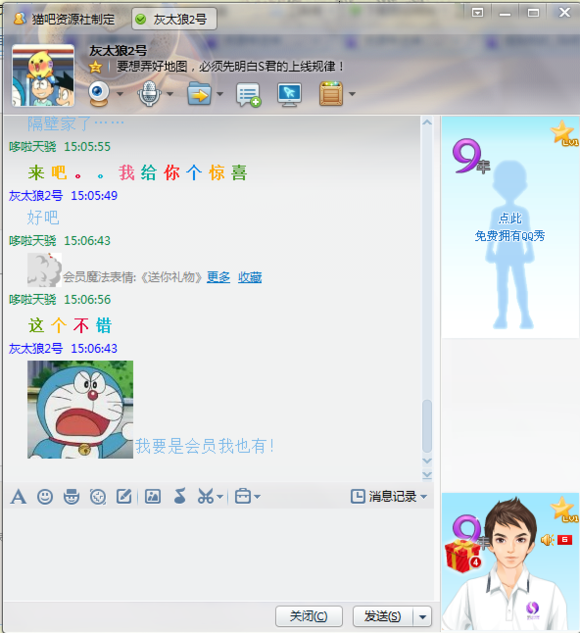 猫吧资源社制定
灰太狼2号
灰太狼2号
要想弄好地图，必须先明白S君的上线规律！
隔壁家了……
哆啦天骁 15:05:55
来吧。。我给你个惊喜
灰太狼2号 15:05:49
好吧
哆啦天骁 15:06:43
会员魔法表情:《送你礼物》更多 收藏
哆啦天骁 15:06:56
这个不错
灰太狼2号 15:06:43
我要是会员我也有！
消息记录
关闭(C)
发送(S)
9年
LV1
点此
免费拥有QQ秀
9年
LV1
4
6